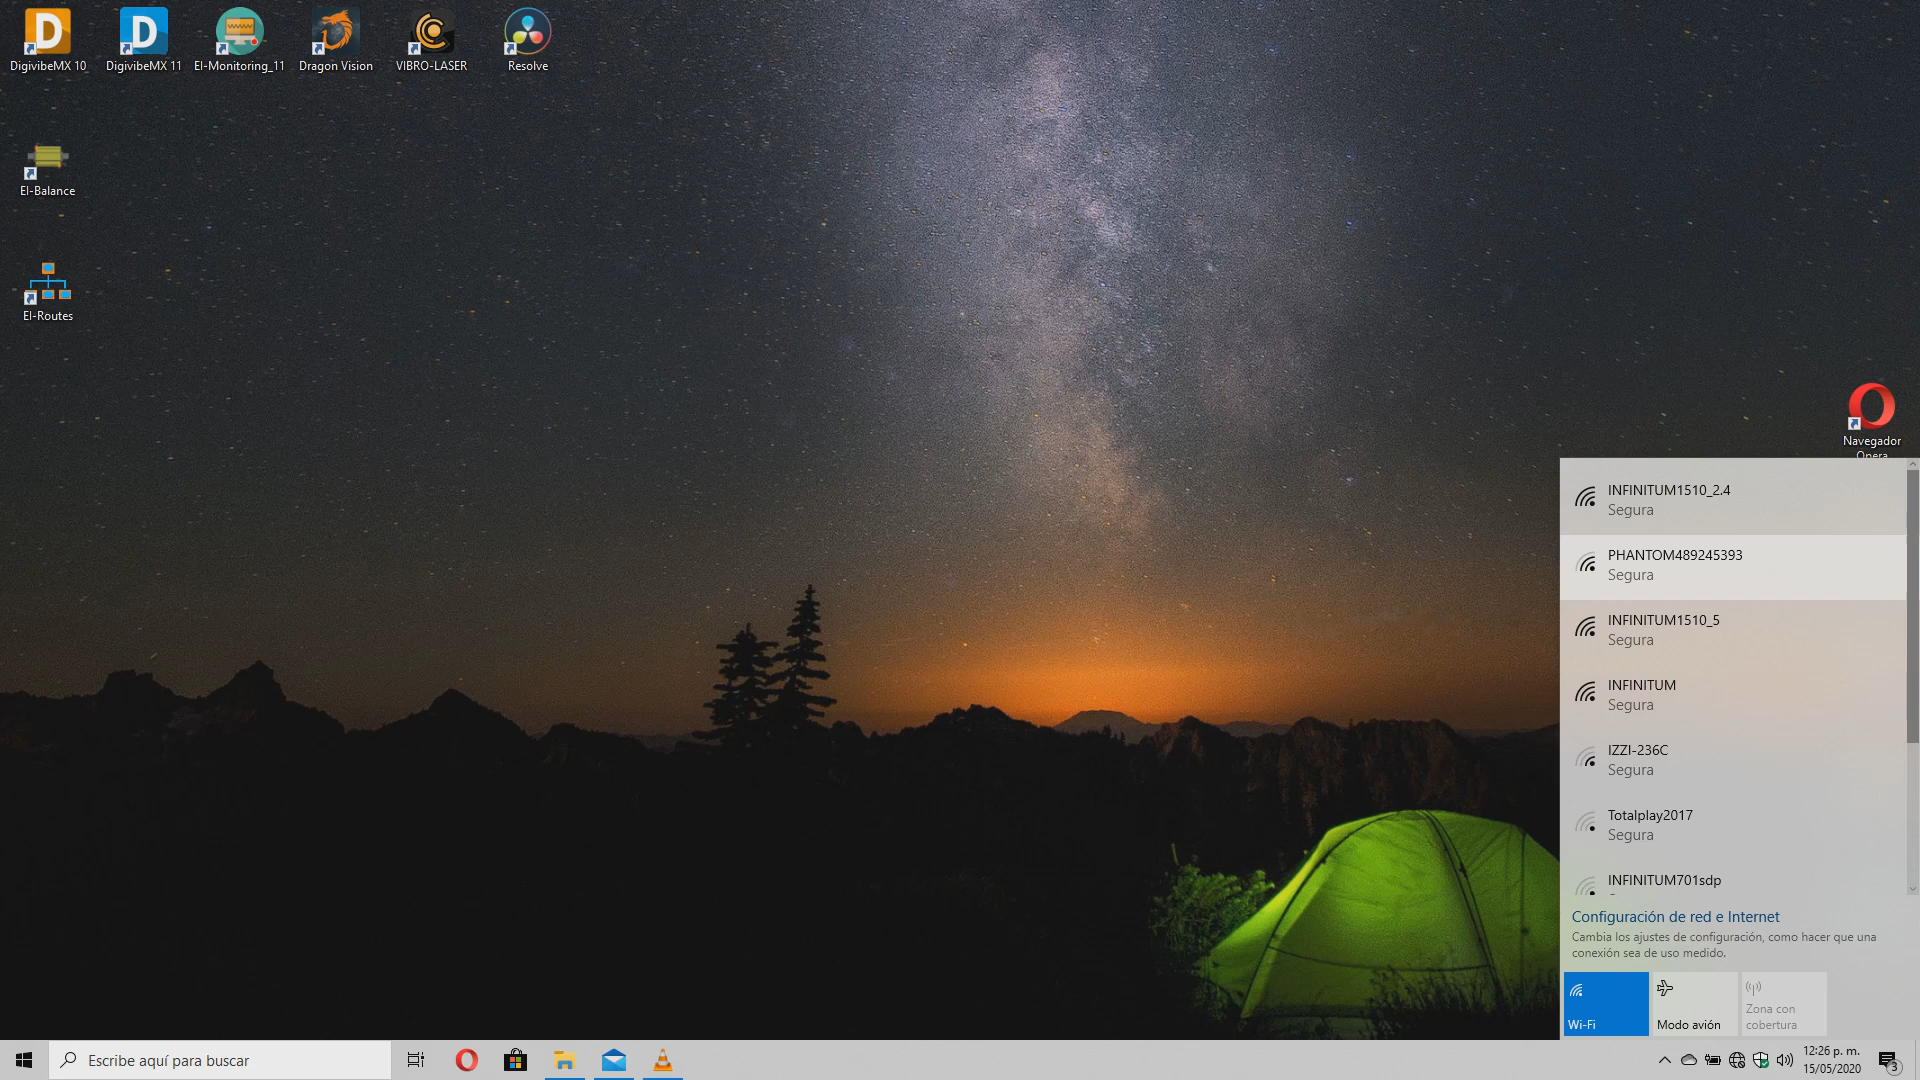 DigivibeMX 10
DigivibeMX 11
EI-Monitoring_11
Dragon Vision
VIBRO-LASER
Resolve
EI-Balance
EI-Routes
Navegador
Opera
INFINITUM1510_2.4
Segura
PHANTOM489245393
Segura
INFINITUM1510_5
Segura
INFINITUM
Segura
IZZI-236C
Segura
Totalplay2017
Segura
INFINITUM701sdp
Configuración de red e Internet
Cambia los ajustes de configuración, como hacer que una
conexión sea de uso medido.
Wi-Fi
Modo avión
Zona con
cobertura
Escribe aquí para buscar
12:26 p. m.
15/05/2020
3